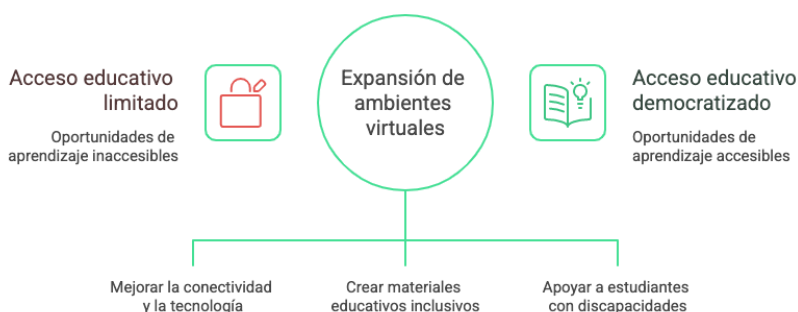 Acceso educativo
limitado
Oportunidades de
aprendizaje inaccesibles
Expansión de
ambientes
virtuales
Acceso educativo
democratizado
Oportunidades de
aprendizaje accesibles
Mejorar la conectividad
y la tecnología
Crear materiales
educativos inclusivos
Apoyar a estudiantes
con discapacidades